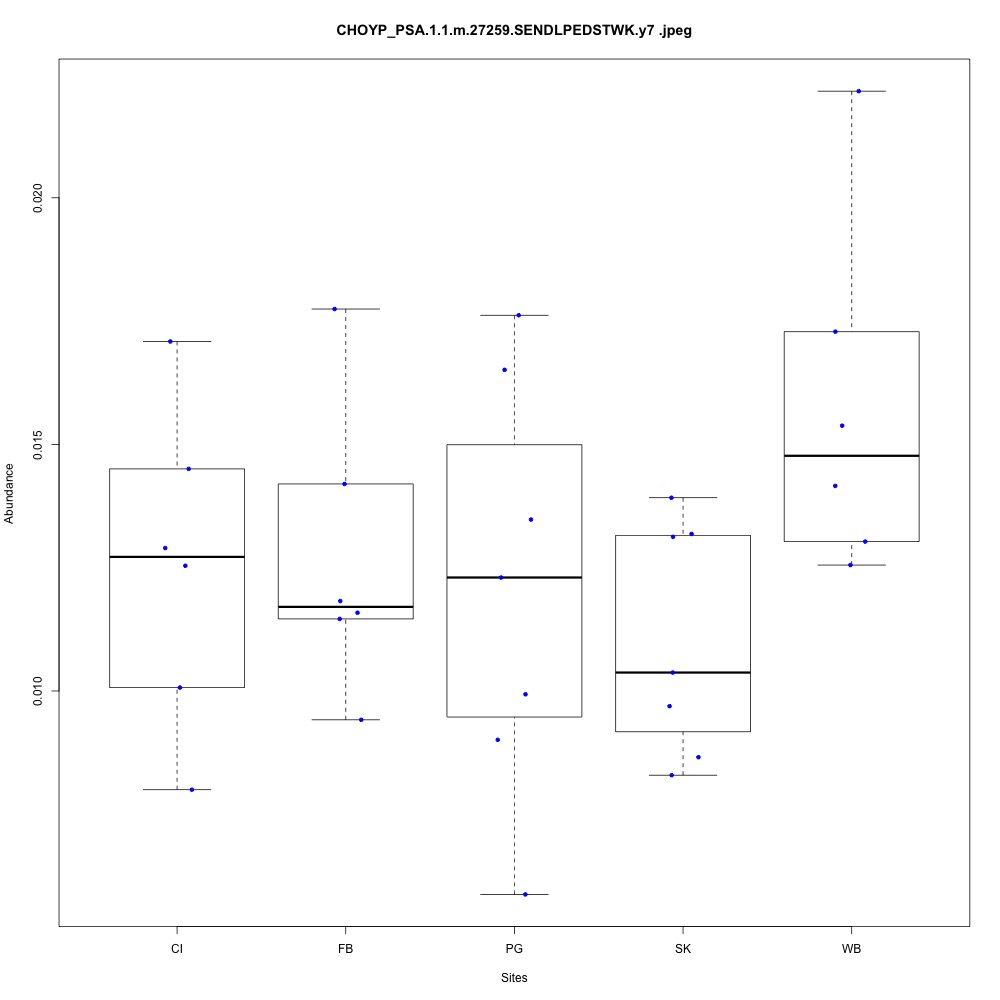 CHOYP_PSA.1.1.m.27259.SENDLPEDSTWK.y7 .jpeg
0.020
0.015
0.010
Abundance
CI FB PG SK WB
Sites